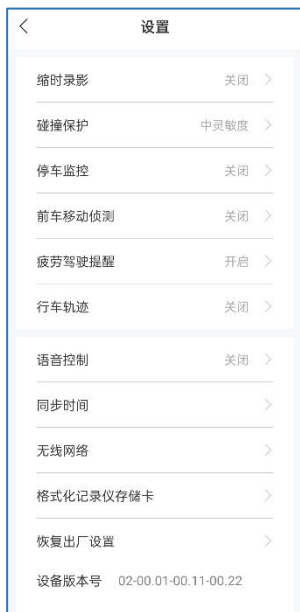 设置
缩时录影 关闭
碰撞保护 中灵敏度
停车监控 关闭
前车移动侦测 关闭
疲劳驾驶提醒 开启
行车轨迹 关闭
语音控制 关闭
同步时间
无线网络
格式化记录仪存储卡
恢复出厂设置
设备版本号 02-00.01-00.11-00.22